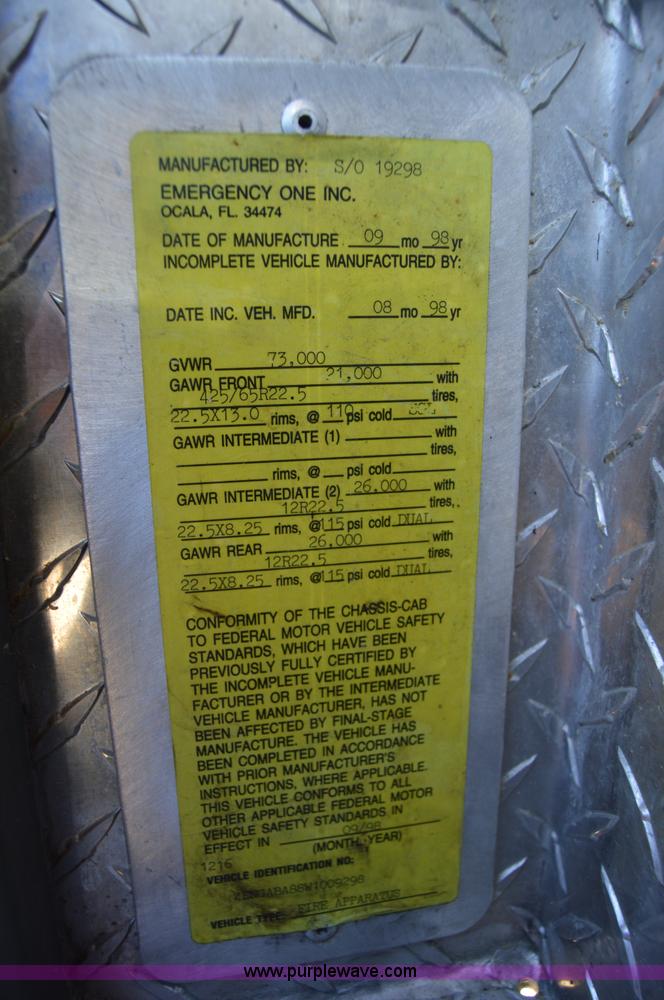 MANUFACTURED BY: S/O 19298
EMERGENCY ONE INC.
OCALA, FL. 34474
DATE OF MANUFACTURE 09 mo 98 yr
INCOMPLETE VEHICLE MANUFACTURED BY:
DATE INC. VEH. MFD. 08 mo 98 yr
GVWR 73,000
GAWR FRONT 21,000 with
425/65R22.5 tires,
22.5X13.0 rims, @ 110 psi cold
GAWR INTERMEDIATE (1) with
tires,
rims, @ psi cold
GAWR INTERMEDIATE (2) 26.000 with
12R22.5 tires,
22.5X8.25 rims, @115 psi cold DUAL
GAWR REAR 26.000 with
12R22.5 tires,
22.5X8.25 rims, @115 psi cold DUAL
CONFORMITY OF THE CHASSIS-CAB
TO FEDERAL MOTOR VEHICLE SAFETY
STANDARDS, WHICH HAVE BEEN
PREVIOUSLY FULLY CERTIFIED BY
THE INCOMPLETE VEHICLE MANU-
FACTURER OR BY THE INTERMEDIATE
VEHICLE MANUFACTURER, HAS NOT
BEEN AFFECTED BY FINAL-STAGE
MANUFACTURE. THE VEHICLE HAS
BEEN COMPLETED IN ACCORDANCE
WITH PRIOR MANUFACTURER'S
INSTRUCTIONS, WHERE APPLICABLE.
THIS VEHICLE CONFORMS TO ALL
OTHER APPLICABLE FEDERAL MOTOR
VEHICLE SAFETY STANDARDS IN
EFFECT IN 09/98
(MONTH, YEAR)
1216
VEHICLE IDENTIFICATION NO:
VEHICLE TYPE: FIRE APPARATUS
www.purplewave.com